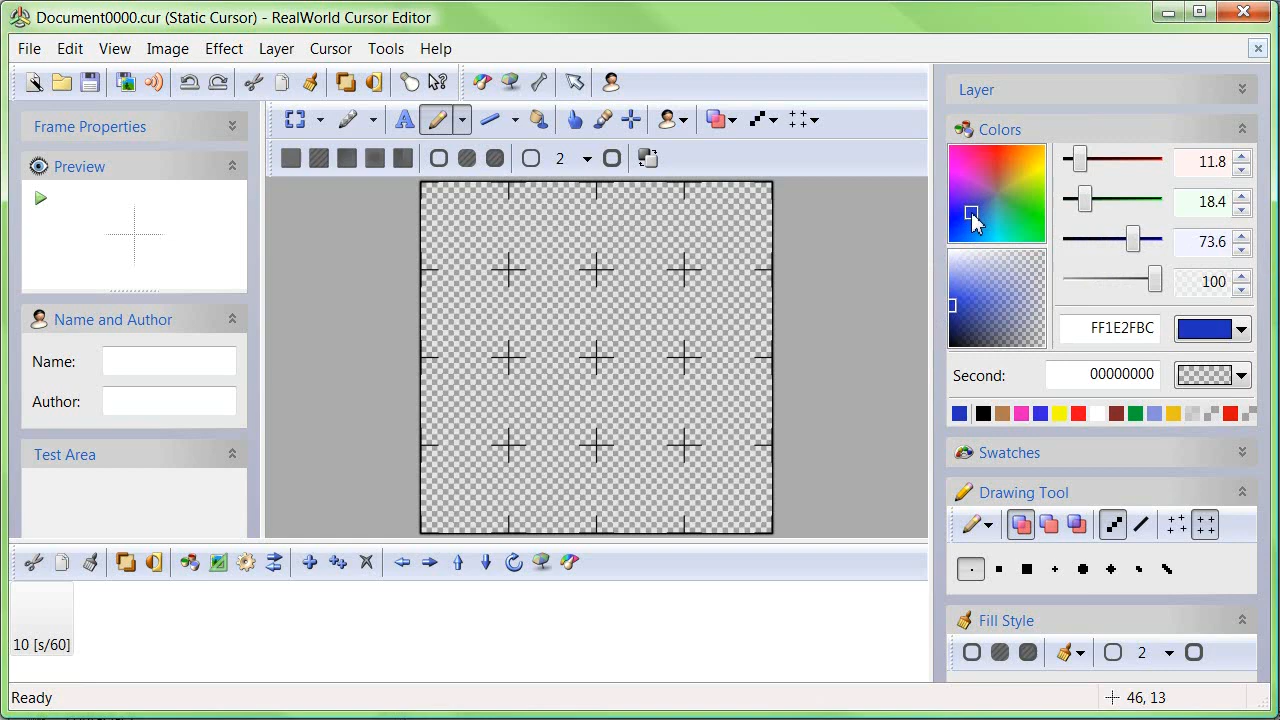 Document0000.cur (Static Cursor) - RealWorld Cursor Editor
File Edit View Image Effect Layer Cursor Tools Help
Frame Properties
Preview
Name and Author
Name:
Author:
Test Area
A
2
Layer
Colors
11.8
18.4
73.6
100
FF1E2FBC
Second: 00000000
Swatches
Drawing Tool
Fill Style
2
10 [s/60]
Ready
46, 13